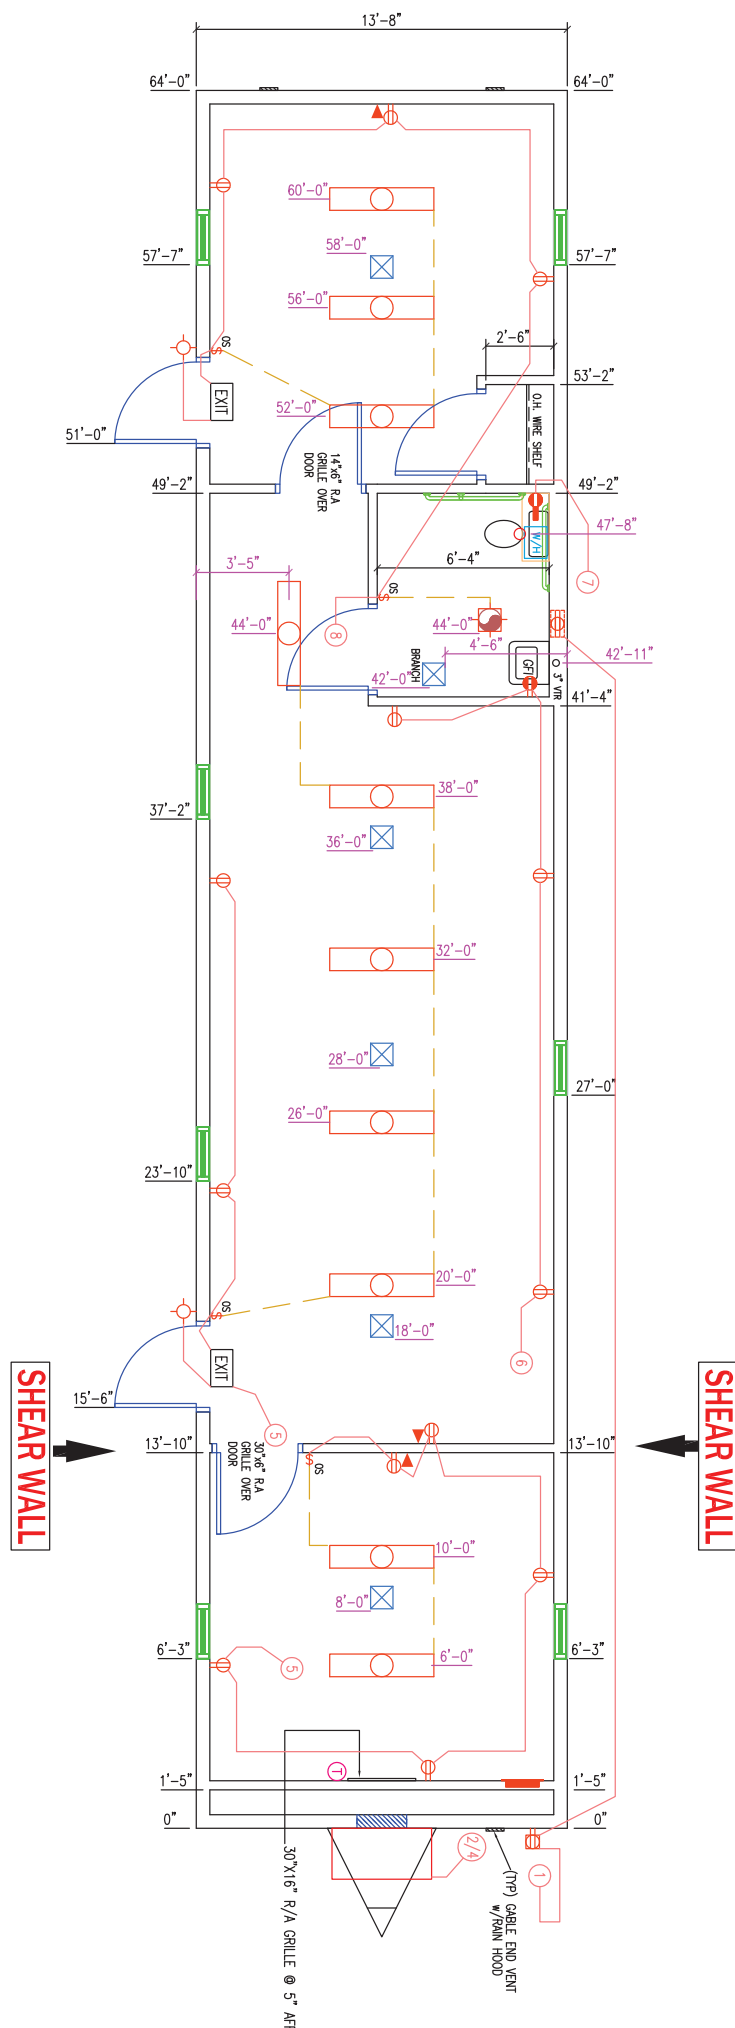 13'-8"
64'-0"
64'-0"
60'-0"
58'-0"
57'-7"
57'-7"
56'-0"
OS
S
2'-6"
EXIT
53'-2"
52'-0"
O.H. WIRE SHELF
51'-0"
14"x6" R.A
GRILLE OVER
DOOR
49'-2"
49'-2"
47'-8"
W/H
3'-5"
6'-4"
7
OS
S
44'-0"
8
44'-0"
4'-6"
42'-11"
BRANCH
42'-0"
GFI
3" VTR
41'-4"
38'-0"
37'-2"
36'-0"
32'-0"
28'-0"
27'-0"
26'-0"
23'-10"
20'-0"
OS
S
18'-0"
6
EXIT
15'-6"
SHEAR WALL
SHEAR WALL
5
13'-10"
13'-10"
30"x6" R.A
GRILLE OVER
DOOR
OS
S
10'-0"
8'-0"
6'-3"
6'-3"
6'-0"
5
T
1'-5"
1'-5"
0"
0"
2/4
1
(TYP) GABLE END VENT
w/RAIN HOOD
30"X16" R/A GRILLE @ 5" AF